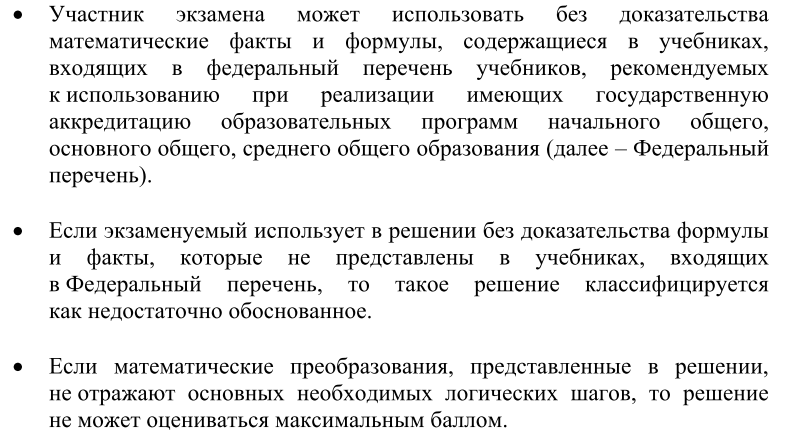 • Участник экзамена может использовать без доказательства
математические факты и формулы, содержащиеся в учебниках,
входящих в федеральный перечень учебников, рекомендуемых
к использованию при реализации имеющих государственную
аккредитацию образовательных программ начального общего,
основного общего, среднего общего образования (далее – Федеральный
перечень).
• Если экзаменуемый использует в решении без доказательства формулы
и факты, которые не представлены в учебниках, входящих
в Федеральный перечень, то такое решение классифицируется
как недостаточно обоснованное.
• Если математические преобразования, представленные в решении,
не отражают основных необходимых логических шагов, то решение
не может оцениваться максимальным баллом.